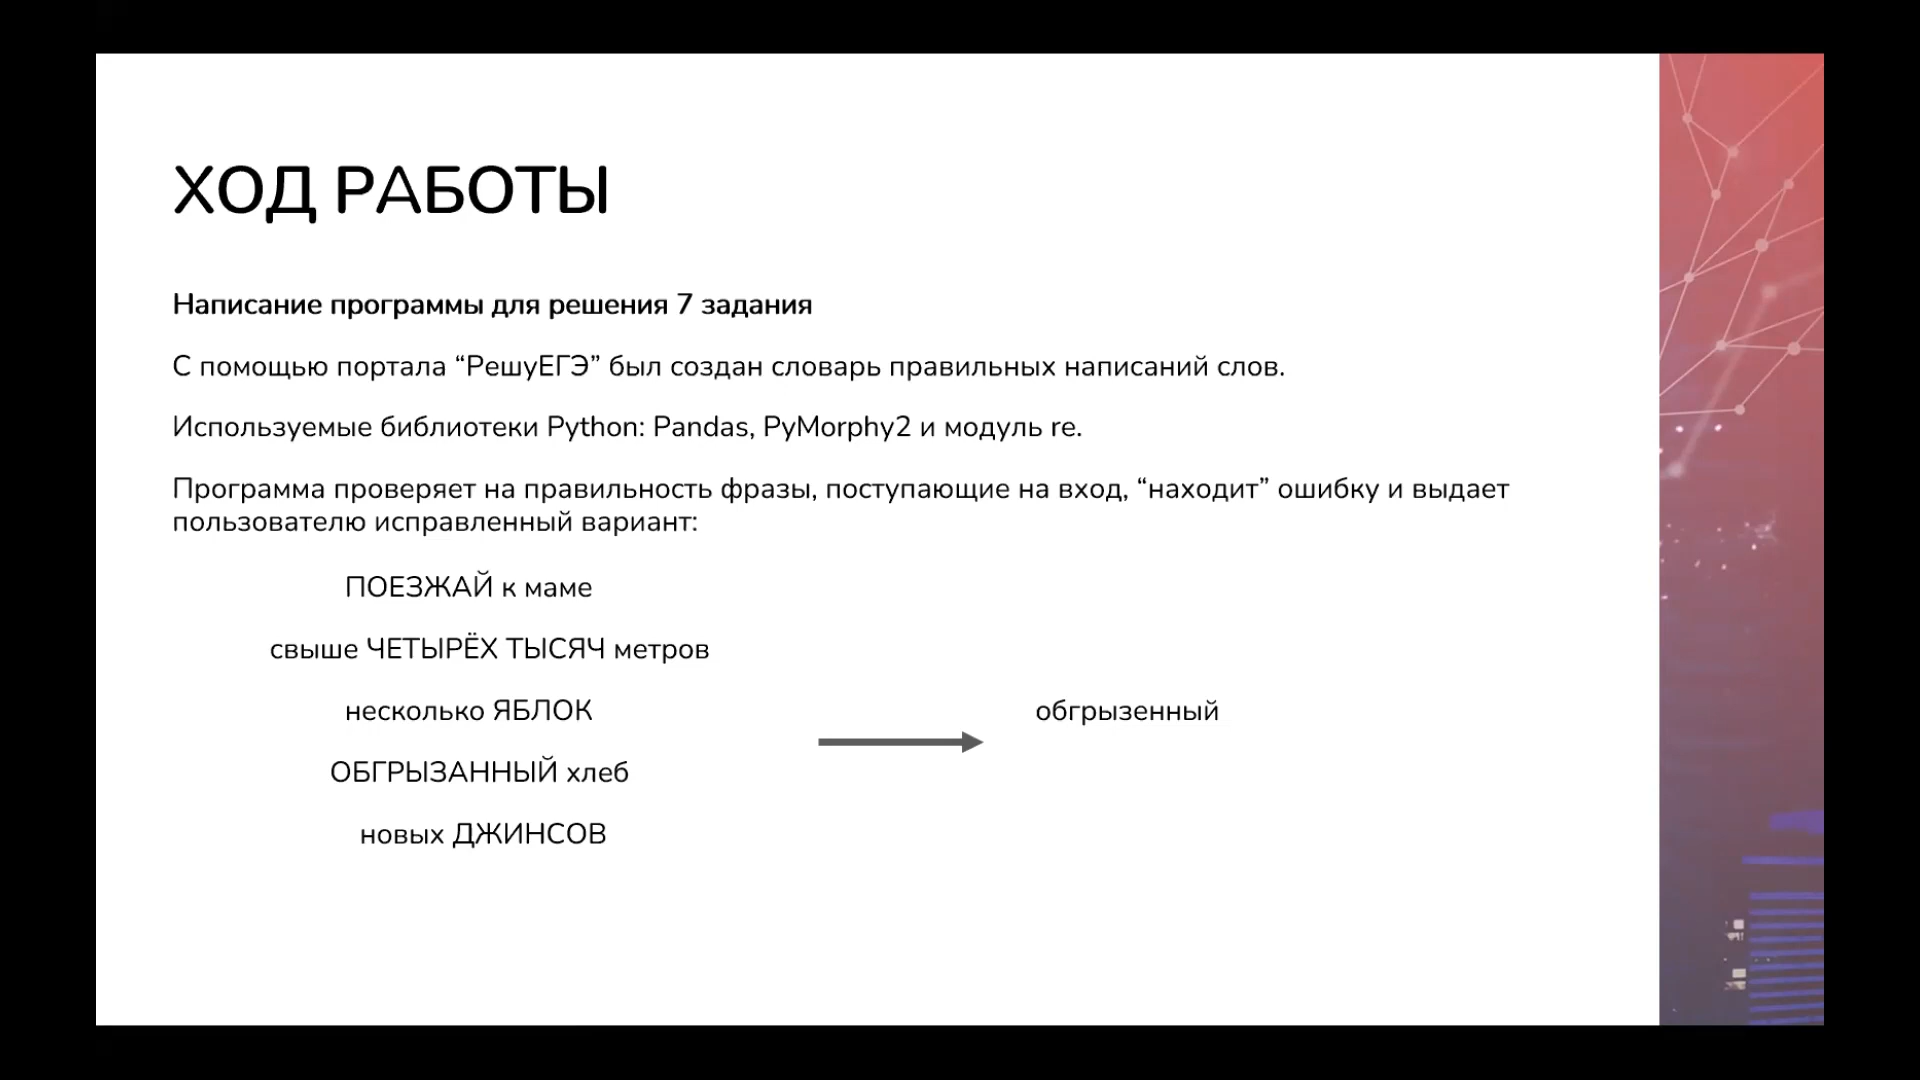 ХОД РАБОТЫ
Написание программы для решения 7 задания
С помощью портала “РешуЕГЭ” был создан словарь правильных написаний слов.
Используемые библиотеки Python: Pandas, PyMorphy2 и модуль re.
Программа проверяет на правильность фразы, поступающие на вход, “находит” ошибку и выдает
пользователю исправленный вариант:
ПОЕЗЖАЙ к маме
свыше ЧЕТЫРЁХ ТЫСЯЧ метров
несколько ЯБЛОК
обгрызенный
ОБГРЫЗАННЫЙ хлеб
новых ДЖИНСОВ